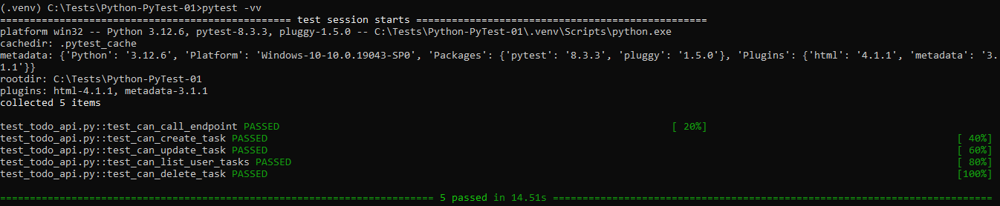 (.venv) C:\Tests\Python-PyTest-01>pytest -vv
================================================= test session starts =================================================
platform win32 -- Python 3.12.6, pytest-8.3.3, pluggy-1.5.0 -- C:\Tests\Python-PyTest-01\.venv\Scripts\python.exe
cachedir: .pytest_cache
metadata: {'Python': '3.12.6', 'Platform': 'Windows-10-10.0.19043-SP0', 'Packages': {'pytest': '8.3.3', 'pluggy': '1.5.0'}, 'Plugins': {'html': '4.1.1', 'metadata': '3.
1.1'}}
rootdir: C:\Tests\Python-PyTest-01
plugins: html-4.1.1, metadata-3.1.1
collected 5 items
test_todo_api.py::test_can_call_endpoint PASSED [ 20%]
test_todo_api.py::test_can_create_task PASSED [ 40%]
test_todo_api.py::test_can_update_task PASSED [ 60%]
test_todo_api.py::test_can_list_user_tasks PASSED [ 80%]
test_todo_api.py::test_can_delete_task PASSED [100%]
========================================================================= 5 passed in 14.51s ==========================================================================